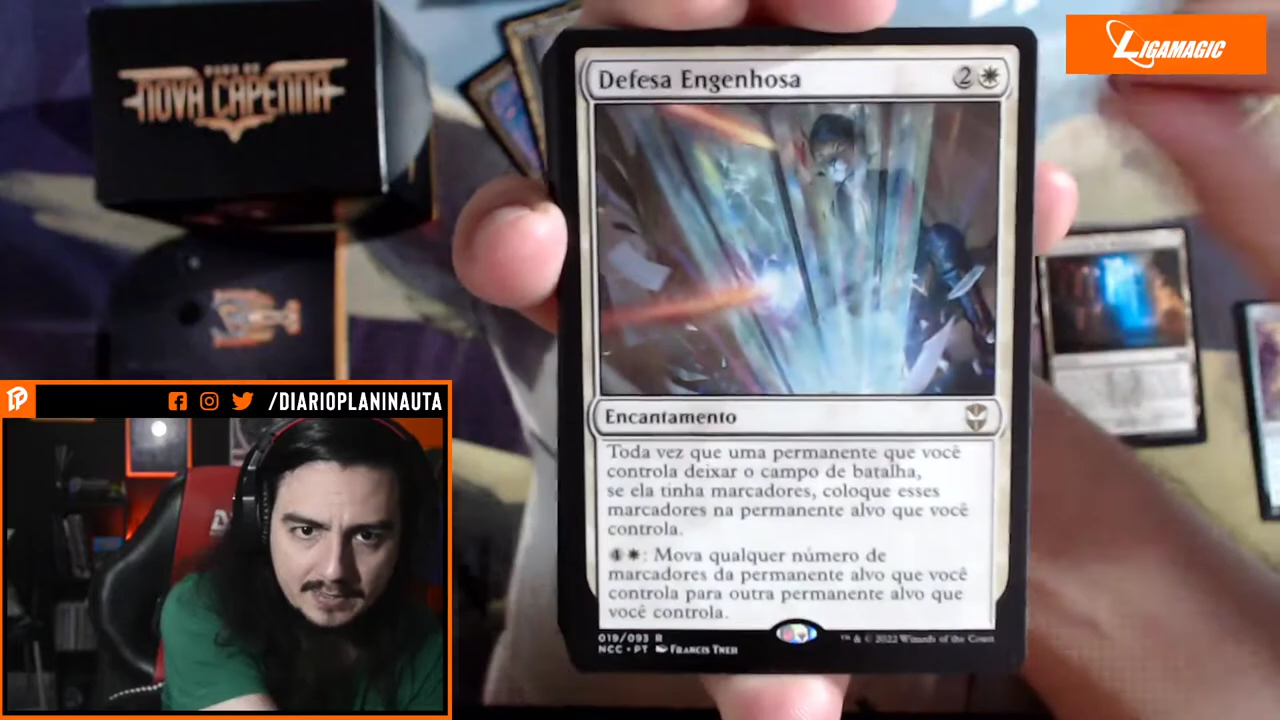 NOVA CAPENNA
LIGAMAGIC
Defesa Engenhosa 2
Encantamento
Toda vez que uma permanente que você
controla deixar o campo de batalha,
se ela tinha marcadores, coloque esses
marcadores na permanente alvo que você
controla.
4 : Mova qualquer número de
marcadores da permanente alvo que você
controla para outra permanente alvo que
você controla.
019/093 R
NCC • PT FRANCIS TNEH
™ & © 2022 Wizards of the Coast
/DIARIOPLANINAUTA